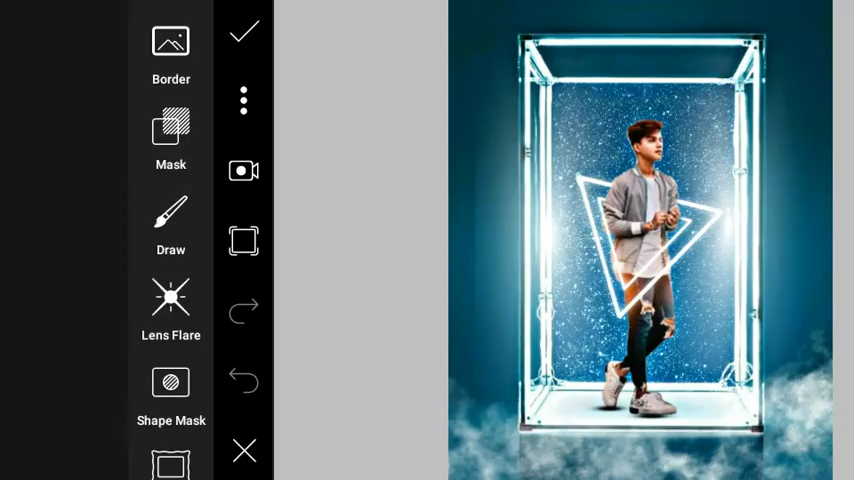 Border
Mask
Draw
Lens Flare
Shape Mask